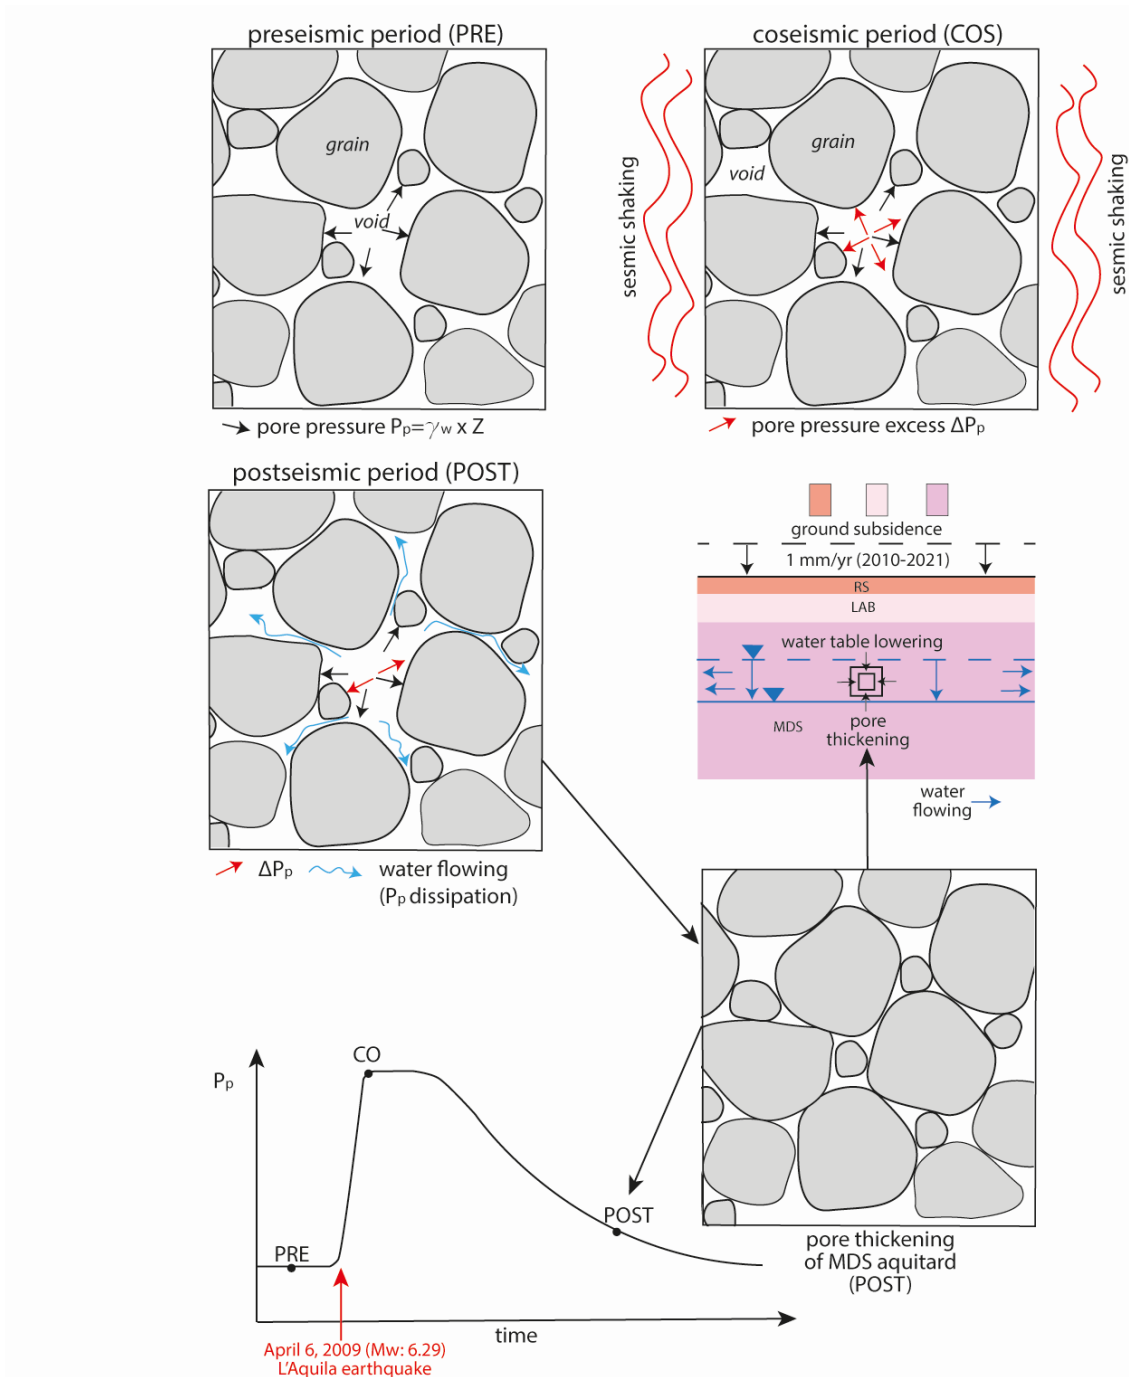 preseismic period (PRE)
grain
void
pore pressure Pp=γw x Z
coseismic period (COS)
grain
void
sesmic shaking
sesmic shaking
pore pressure excess ΔPp
postseismic period (POST)
ΔPp
water flowing
(Pp dissipation)
ground subsidence
1 mm/yr (2010-2021)
RS
LAB
water table lowering
MDS
pore
thickening
water
flowing
pore thickening
of MDS aquitard
(POST)
Pp
CO
PRE
POST
time
April 6, 2009 (Mw: 6.29)
L'Aquila earthquake